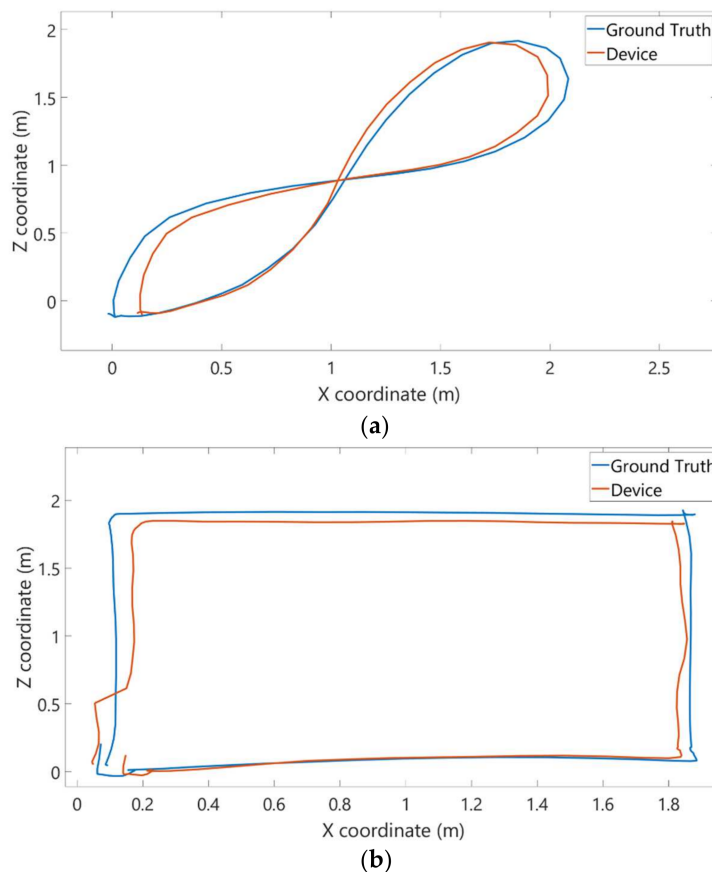 Ground Truth
Device
2
1.5
1
0.5
0
Z coordinate (m)
0 0.5 1 1.5 2 2.5
X coordinate (m)
(a)
Ground Truth
Device
2
1.5
1
0.5
0
Z coordinate (m)
0 0.2 0.4 0.6 0.8 1 1.2 1.4 1.6 1.8
X coordinate (m)
(b)